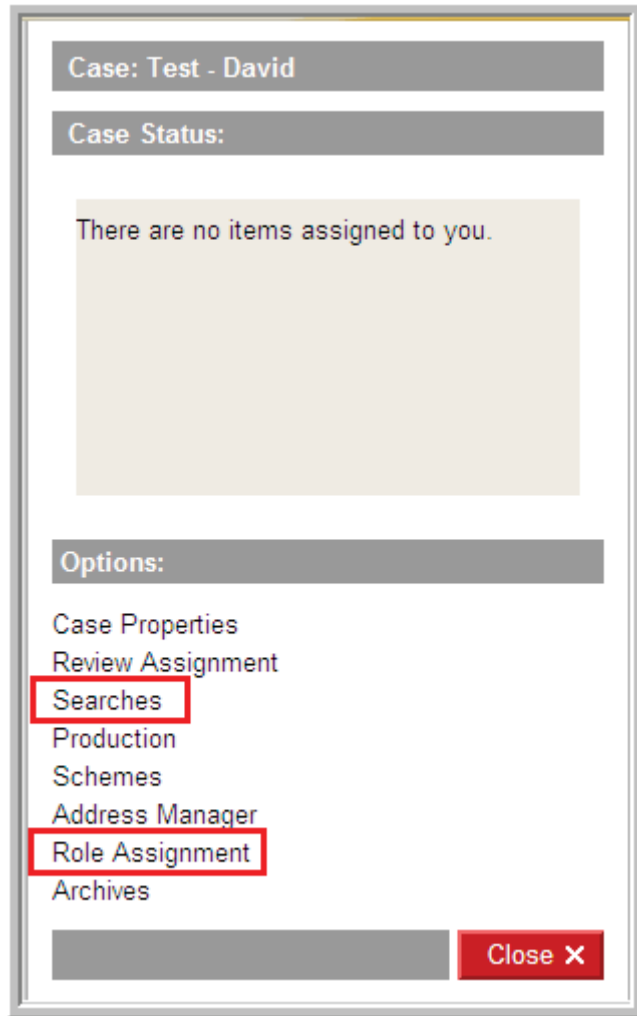 Case: Test - David
Case Status:
There are no items assigned to you.
Options:
Case Properties
Review Assignment
Searches
Production
Schemes
Address Manager
Role Assignment
Archives
Close ×